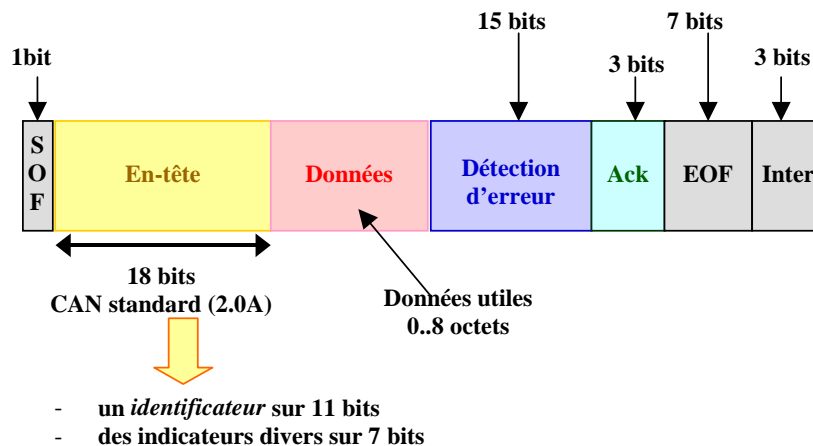 15 bits
7 bits
1bit
3 bits
3 bits
S
O
F
En-tête
Données
Détection
d'erreur
Ack
EOF
Inter
18 bits
CAN standard (2.0A)
Données utiles
0..8 octets
- un identificateur sur 11 bits
- des indicateurs divers sur 7 bits